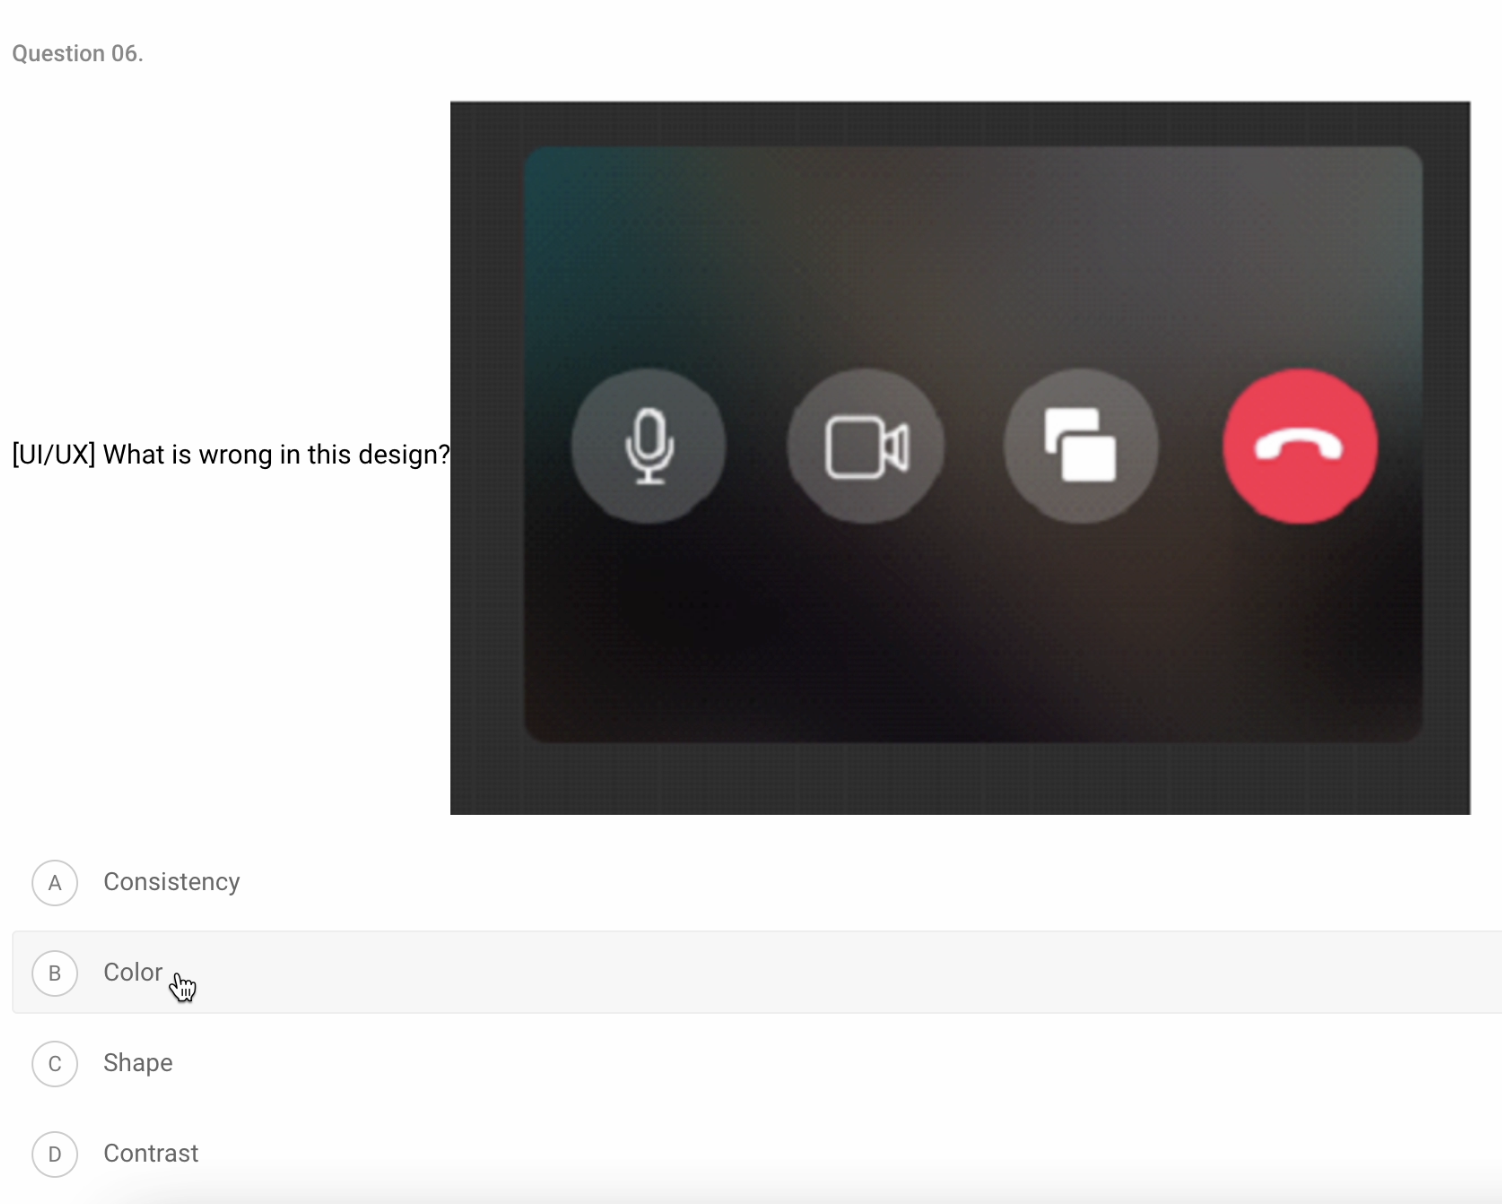 Question 06.
[UI/UX] What is wrong in this design?
A Consistency
B Color
C Shape
D Contrast